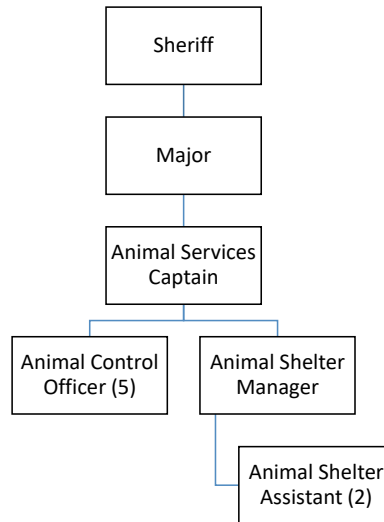 Sheriff
Major
Animal Services
Captain
Animal Control
Officer (5)
Animal Shelter
Manager
Animal Shelter
Assistant (2)